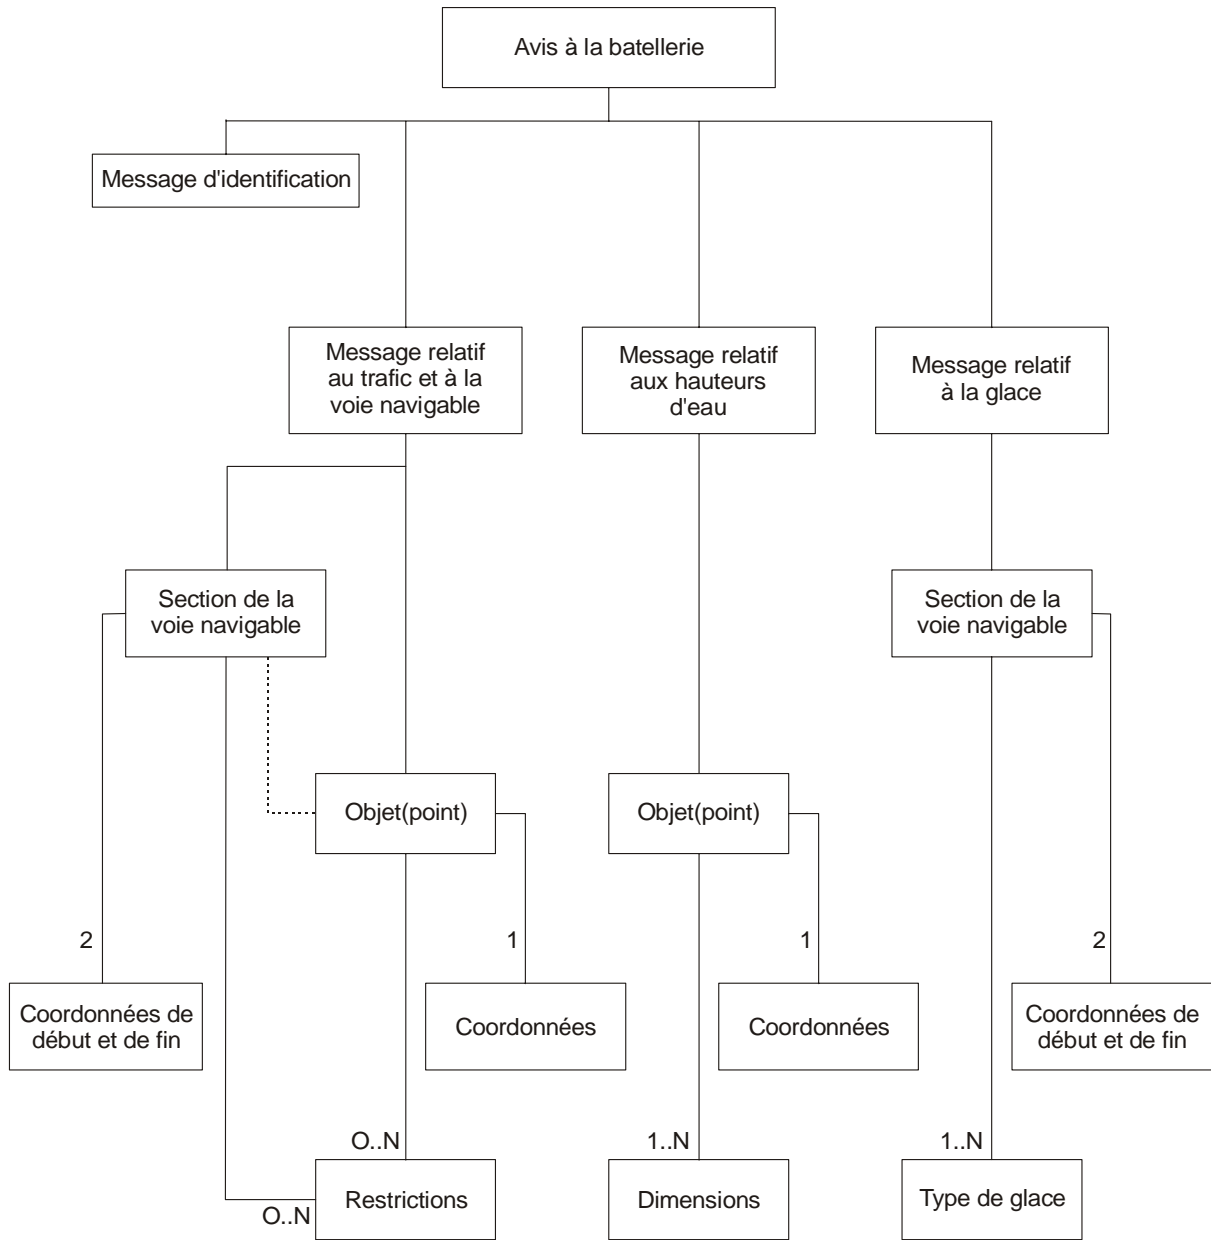 Avis à la batellerie
Message d'identification
Message relatif
au trafic et à la
voie navigable
Message relatif
aux hauteurs
d'eau
Message relatif
à la glace
Section de la
voie navigable
Section de la
voie navigable
Objet(point)
Objet(point)
2
1
1
2
Coordonnées de
début et de fin
Coordonnées
Coordonnées
Coordonnées de
début et de fin
O..N
1..N
1..N
O..N
Restrictions
Dimensions
Type de glace